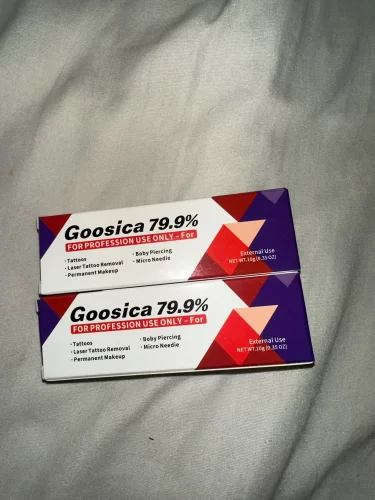 Goosica 79.9%
FOR PROFESSION USE ONLY - For
· Tattoos
· Laser Tattoo Removal
· Permanent Makeup
· Boby Piercing
· Micro Needie
External Use
NET WT.10g (0.35 OZ)
Goosica 79.9%
FOR PROFESSION USE ONLY - For
· Tattoos
· Laser Tattoo Removal
· Permanent Makeup
· Boby Piercing
· Micro Needie
External Use
NET WT.10g (0.35 OZ)